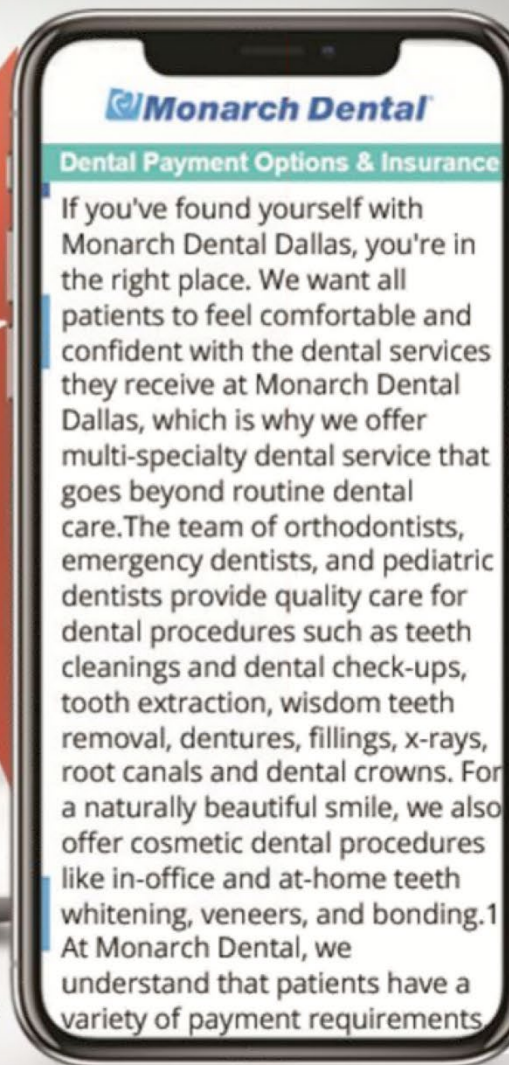 Monarch Dental
Dental Payment Options & Insurance
If you've found yourself with
Monarch Dental Dallas, you're in
the right place. We want all
patients to feel comfortable and
confident with the dental services
they receive at Monarch Dental
Dallas, which is why we offer
multi-specialty dental service that
goes beyond routine dental
care.The team of orthodontists,
emergency dentists, and pediatric
dentists provide quality care for
dental procedures such as teeth
cleanings and dental check-ups,
tooth extraction, wisdom teeth
removal, dentures, fillings, x-rays,
root canals and dental crowns. For
a naturally beautiful smile, we also
offer cosmetic dental procedures
like in-office and at-home teeth
whitening, veneers, and bonding.1
At Monarch Dental, we
understand that patients have a
variety of payment requirements